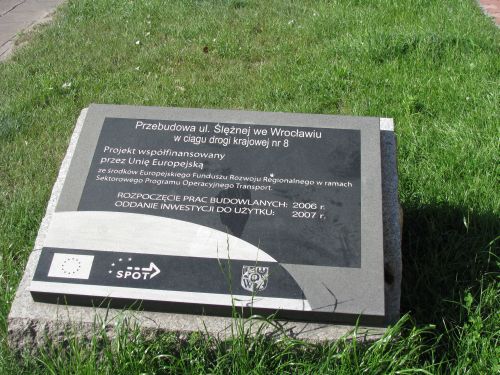 Przebudowa ul. Ślężnej we Wrocławiu
w ciągu drogi krajowej nr 8
Projekt współfinansowany
przez Unię Europejską
ze środków Europejskiego Funduszu Rozwoju Regionalnego w ramach
Sektorowego Programu Operacyjnego Transport.
ROZPOCZĘCIE PRAC BUDOWLANYCH: 2006 r.
ODDANIE INWESTYCJI DO UŻYTKU: 2007 r.
SPOT